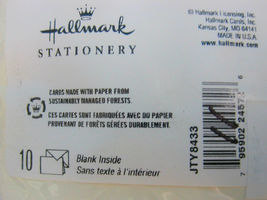 Hallmark
STATIONERY
© Hallmark Licensing, Inc.
Hallmark Cards, Inc.
Kansas City, MO 64141
MADE IN U.S.A.
www.hallmark.com
CARDS MADE WITH PAPER FROM
SUSTAINABLY MANAGED FORESTS.
CES CARTES SONT FABRIQUÉES AVEC DU PAPIER
PROVENANT DE FORÊTS GÉRÉES DURABLEMENT.
10
Blank Inside
Sans texte à l'intérieur
JTY8433